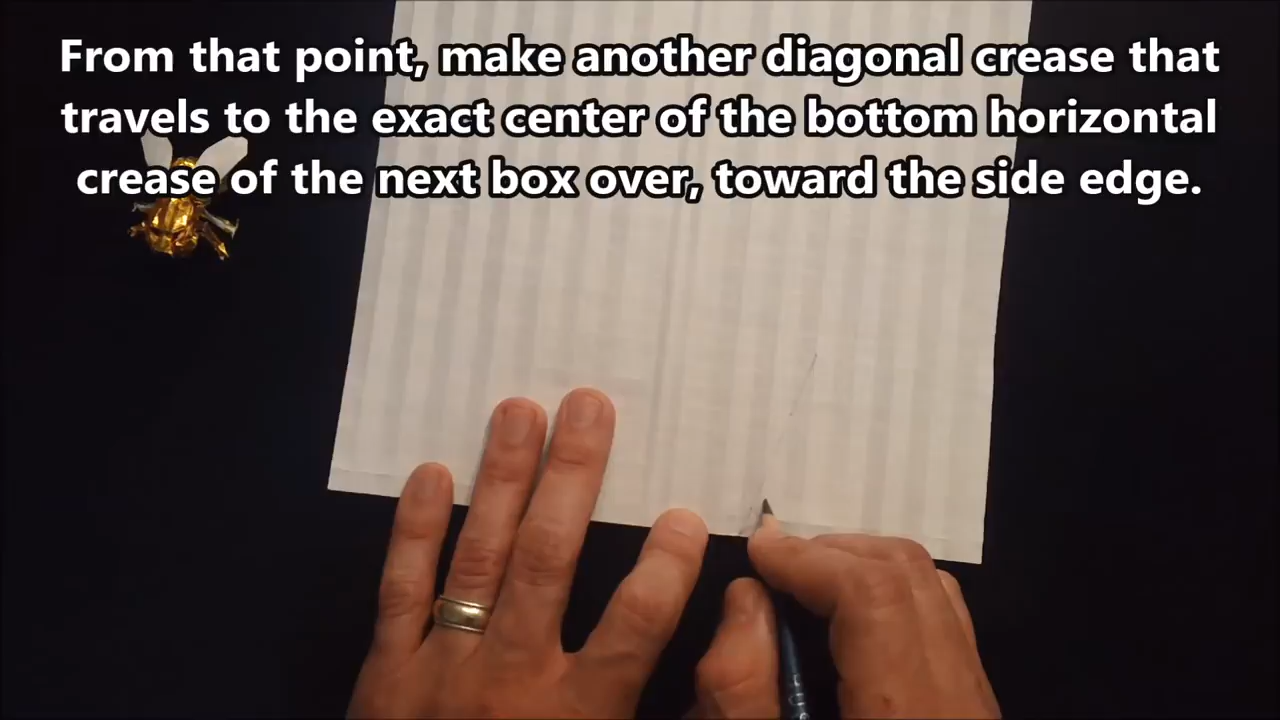 From that point, make another diagonal crease that
travels to the exact center of the bottom horizontal
crease of the next box over, toward the side edge.